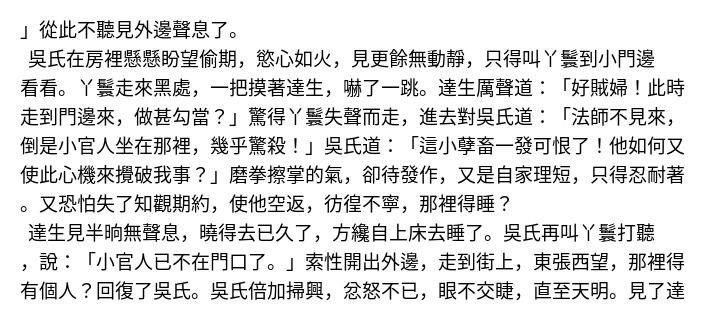 」從此不聽見外邊聲息了。
吳氏在房裡懸懸盼望偷期，慾心如火，見更餘無動靜，只得叫丫鬟到小門邊
看看。丫鬟走來黑處，一把摸著達生，嚇了一跳。達生厲聲道：「好賊婦！此時
走到門邊來，做甚勾當？」驚得丫鬟失聲而走，進去對吳氏道：「法師不見來，
倒是小官人坐在那裡，幾乎驚殺！」吳氏道：「這小孽畜一發可恨了！他如何又
使此心機來攪破我事？」磨拳擦掌的氣，卻待發作，又是自家理短，只得忍耐著
。又恐怕失了知觀期約，使他空返，彷徨不寧，那裡得睡？
達生見半晌無聲息，曉得去已久了，方纔自上床去睡了。吳氏再叫丫鬟打聽
，說：「小官人已不在門口了。」索性開出外邊，走到街上，東張西望，那裡得
有個人？回復了吳氏。吳氏倍加掃興，忿怒不已，眼不交睫，直至天明。見了達